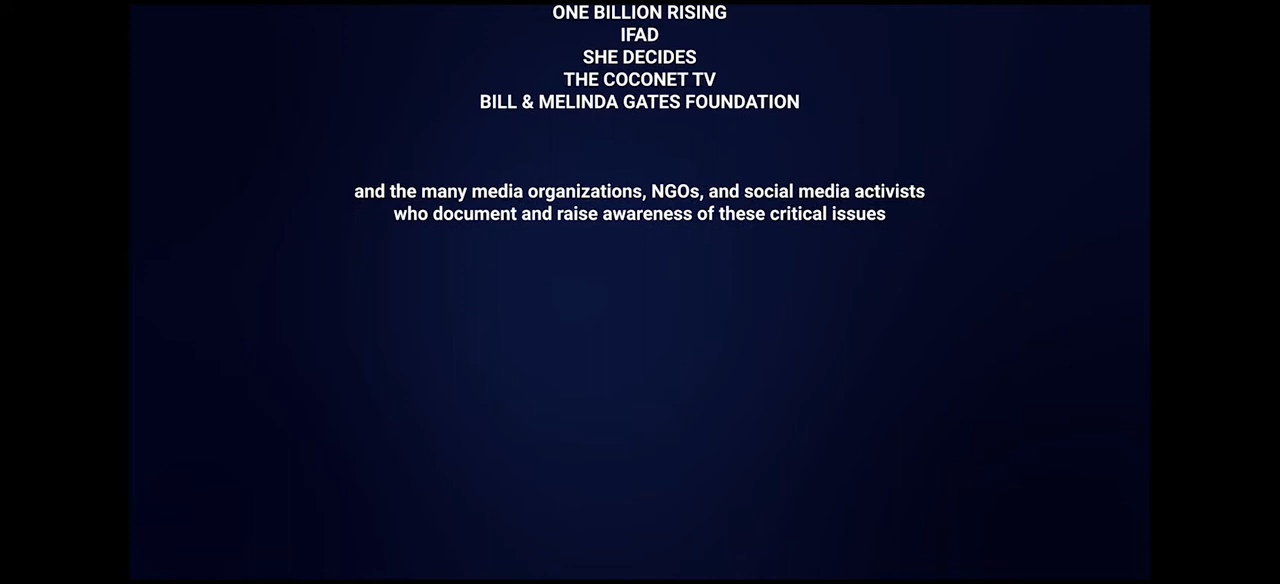 ONE BILLION RISING
IFAD
SHE DECIDES
THE COCONET TV
BILL & MELINDA GATES FOUNDATION
and the many media organizations, NGOs, and social media activists
who document and raise awareness of these critical issues